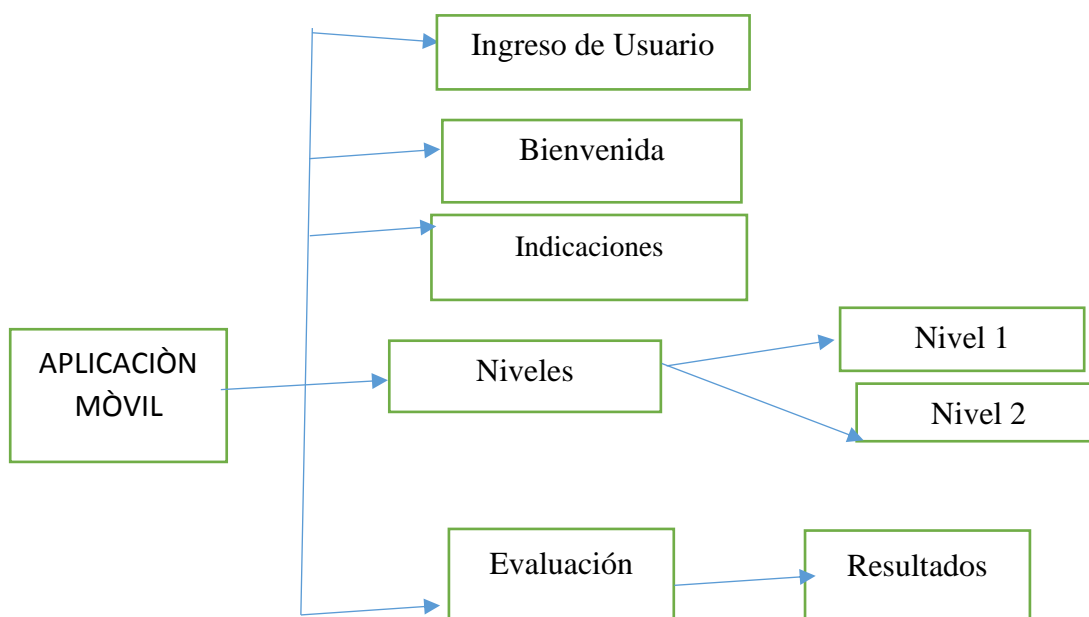 Ingreso de Usuario
Bienvenida
Indicaciones
APLICACIÒN
MÒVIL
Niveles
Nivel 1
Nivel 2
Evaluación
Resultados